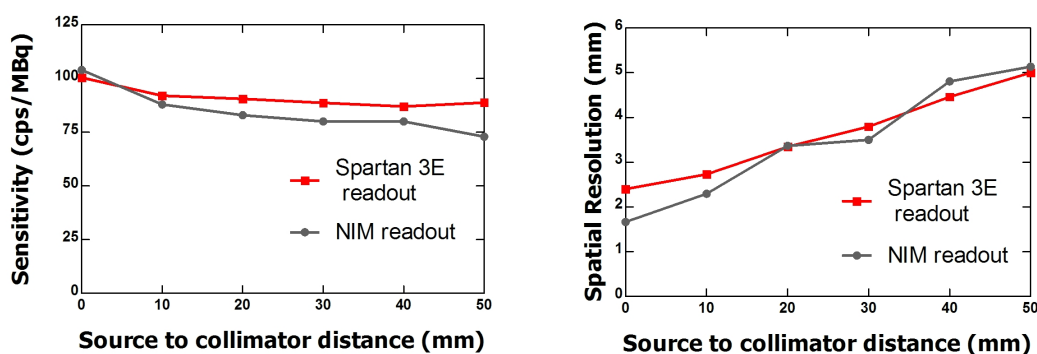 Sensitivity (cps/MBq)
125
100
75
50
25
0
0 10 20 30 40 50
Source to collimator distance (mm)
Spartan 3E
readout
NIM readout
Spatial Resolution (mm)
6
5
4
3
2
1
0
0 10 20 30 40 50
Source to collimator distance (mm)
Spartan 3E
readout
NIM readout